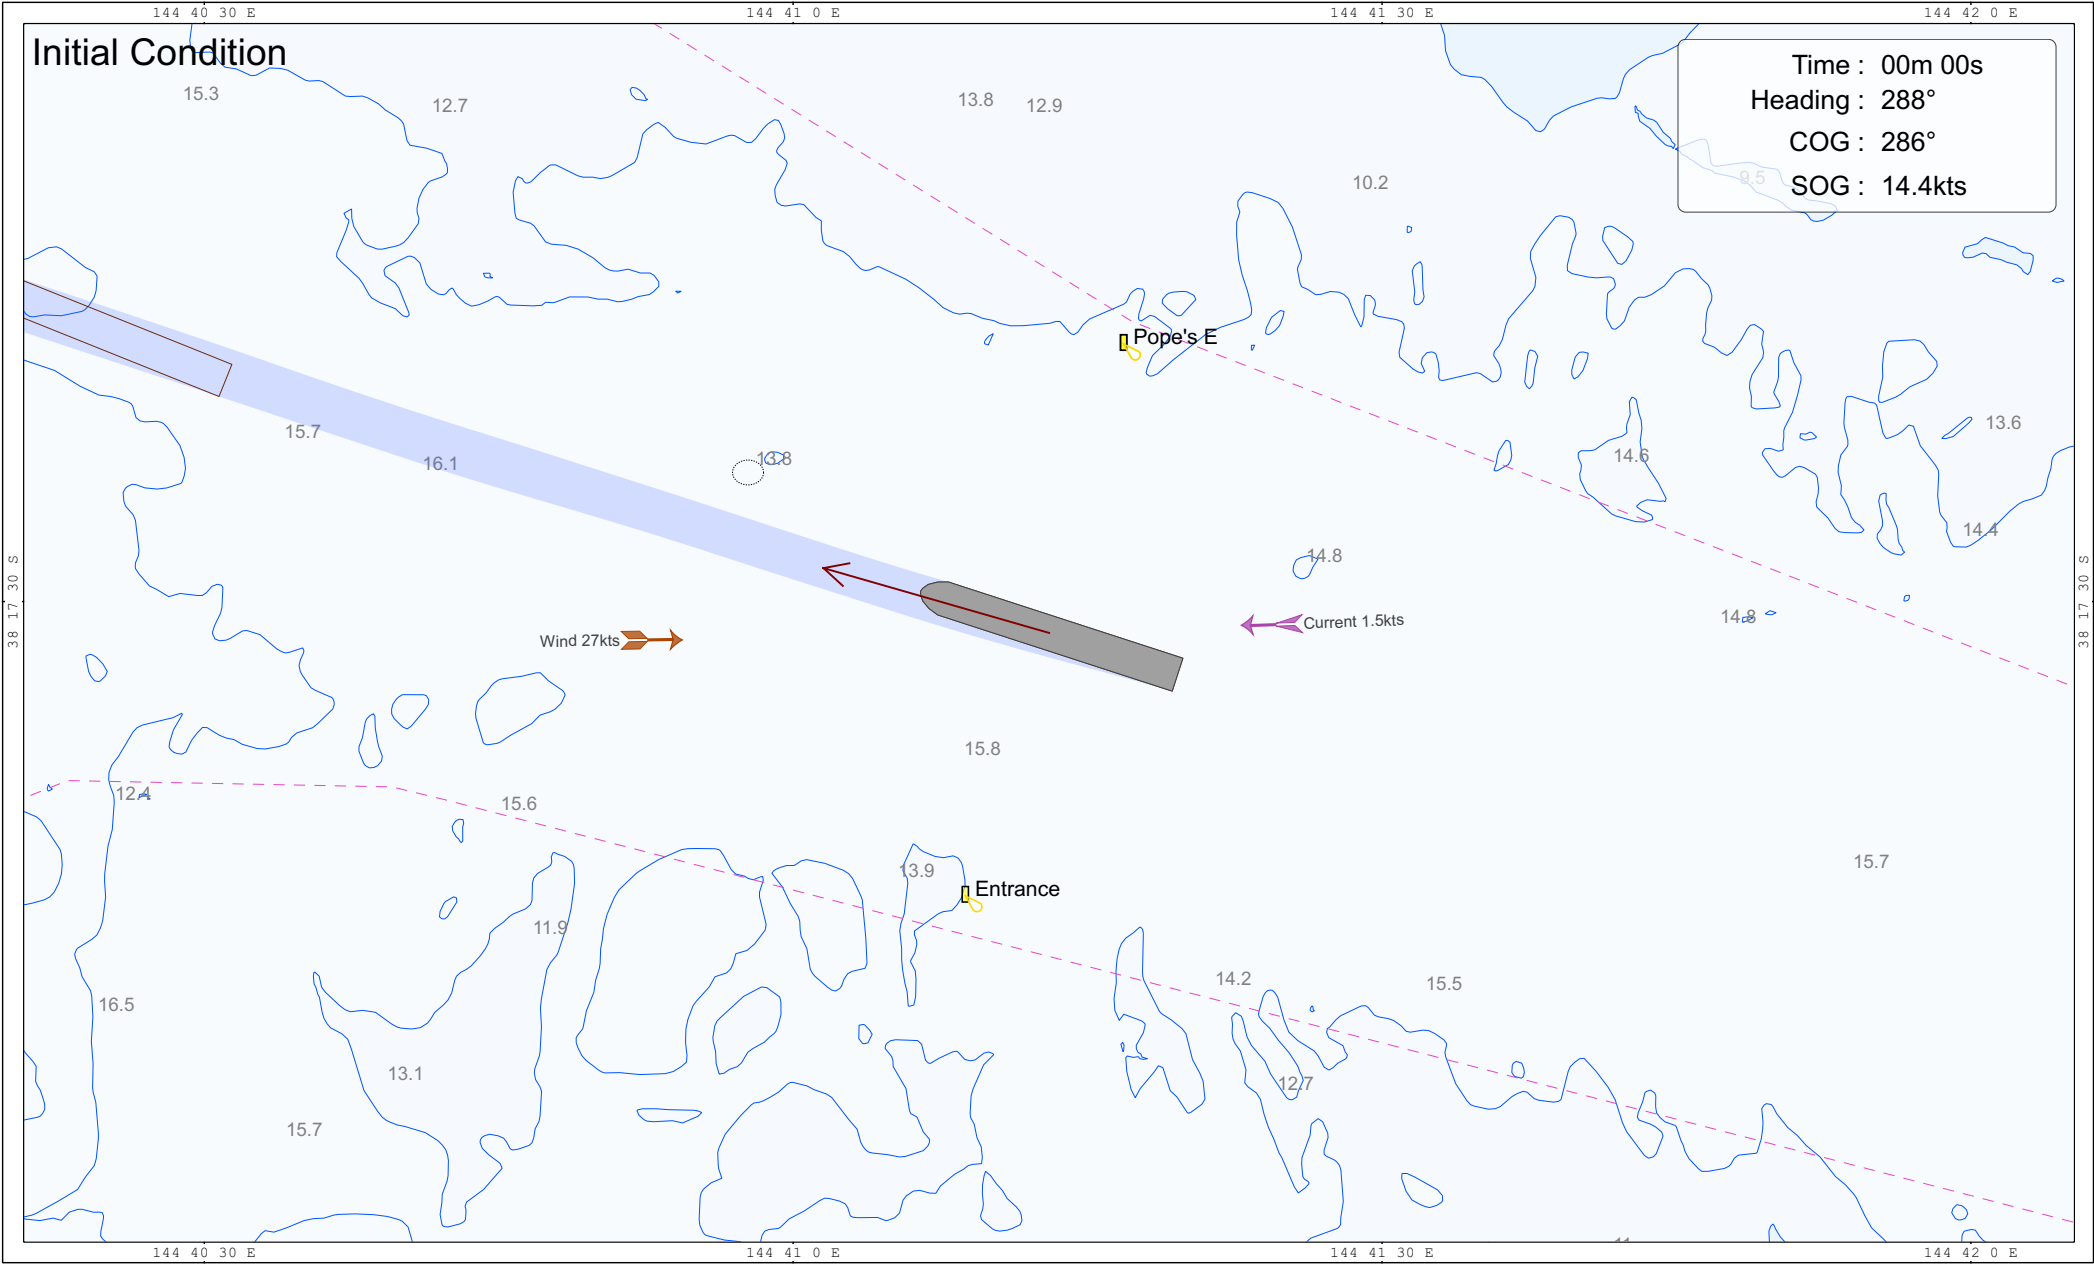 144 40 30 E
144 41 0 E
144 41 30 E
144 42 0 E
Initial Condition
Time : 00m 00s
Heading : 288°
COG : 286°
SOG : 14.4kts
15.3
12.7
13.8
12.9
10.2
9.5
Pope's E
15.7
16.1
13.8
14.6
13.6
14.4
14.8
14.8
38 17 30 S
38 17 30 S
Wind 27kts
Current 1.5kts
15.8
12.4
15.6
13.9
Entrance
15.7
11.9
14.2
15.5
16.5
13.1
12.7
15.7
144 40 30 E
144 41 0 E
144 41 30 E
144 42 0 E